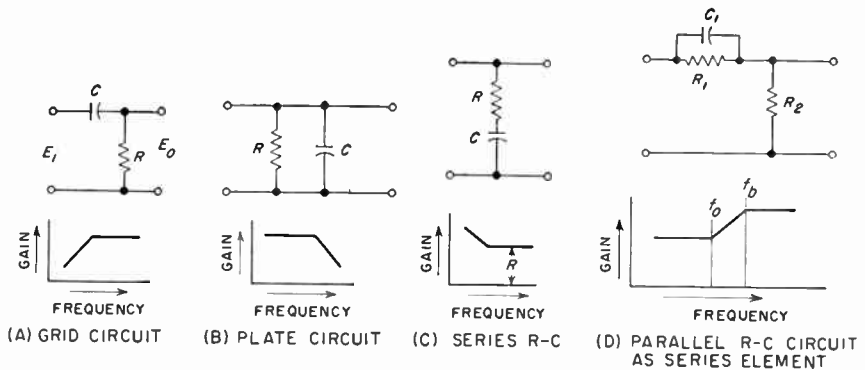 C
E₁
R
E₀
GAIN
FREQUENCY
(A) GRID CIRCUIT
R
C
GAIN
FREQUENCY
(B) PLATE CIRCUIT
R
C
GAIN
R
FREQUENCY
(C) SERIES R-C
C₁
R₁
R₂
f₀
f_b
GAIN
FREQUENCY
(D) PARALLEL R-C CIRCUIT
AS SERIES ELEMENT